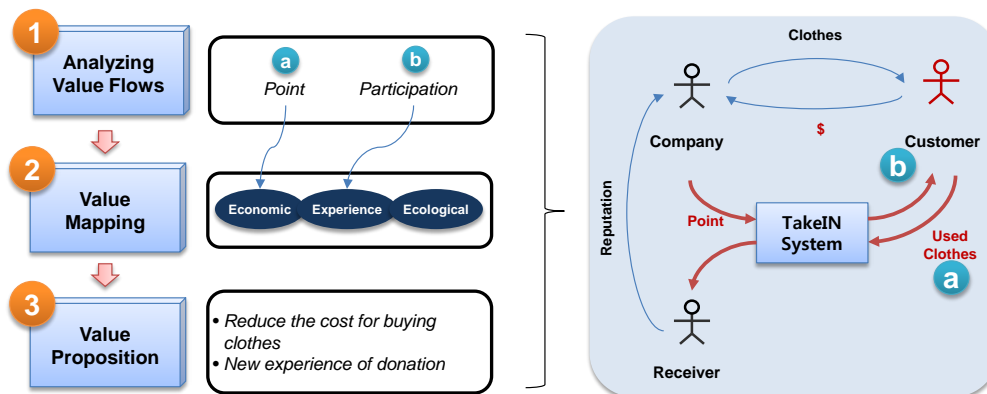 1
Analyzing
Value Flows
a
Point
b
Participation
2
Value
Mapping
Economic
Experience
Ecological
3
Value
Proposition
• Reduce the cost for buying
clothes
• New experience of donation
Clothes
Company
$
Customer
b
Reputation
Point
TakeIN
System
Used
Clothes
a
Receiver